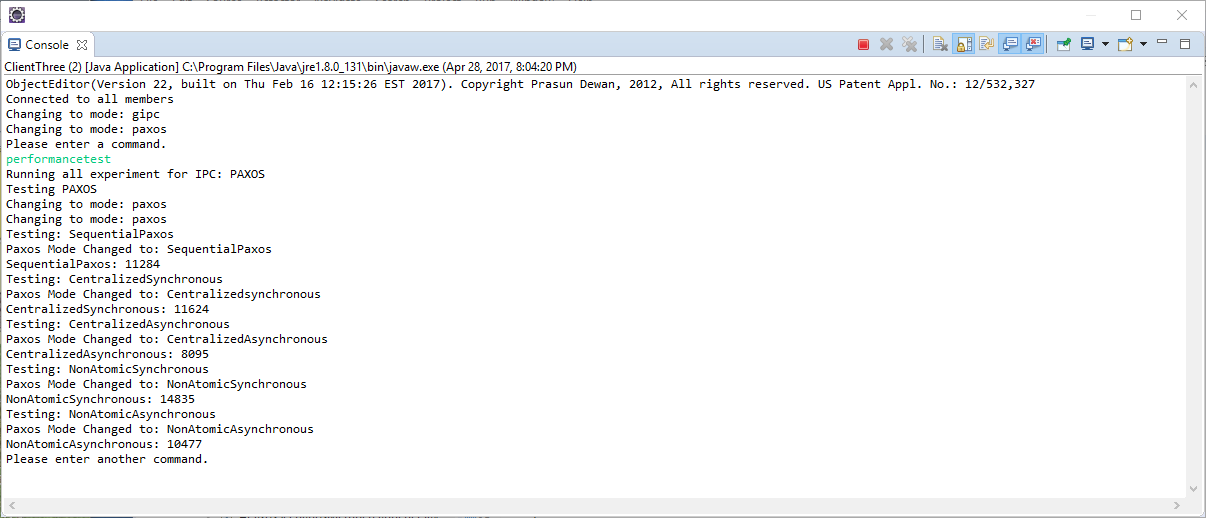 Console
ClientThree (2) [Java Application] C:\Program Files\Java\jre1.8.0_131\bin\javaw.exe (Apr 28, 2017, 8:04:20 PM)
ObjectEditor(Version 22, built on Thu Feb 16 12:15:26 EST 2017). Copyright Prasun Dewan, 2012, All rights reserved. US Patent Appl. No.: 12/532,327
Connected to all members
Changing to mode: gipc
Changing to mode: paxos
Please enter a command.
performancetest
Running all experiment for IPC: PAXOS
Testing PAXOS
Changing to mode: paxos
Changing to mode: paxos
Testing: SequentialPaxos
Paxos Mode Changed to: SequentialPaxos
SequentialPaxos: 11284
Testing: CentralizedSynchronous
Paxos Mode Changed to: Centralizedsynchronous
CentralizedSynchronous: 11624
Testing: CentralizedAsynchronous
Paxos Mode Changed to: CentralizedAsynchronous
CentralizedAsynchronous: 8095
Testing: NonAtomicSynchronous
Paxos Mode Changed to: NonAtomicSynchronous
NonAtomicSynchronous: 14835
Testing: NonAtomicAsynchronous
Paxos Mode Changed to: NonAtomicAsynchronous
NonAtomicAsynchronous: 10477
Please enter another command.